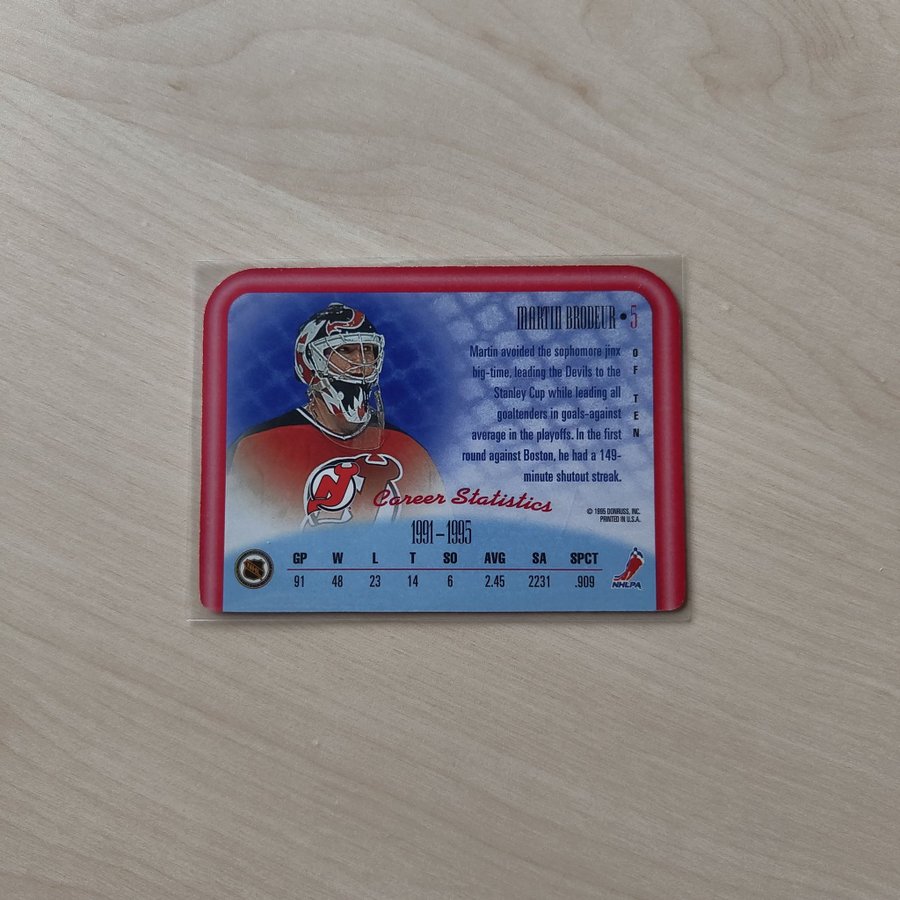 MARTIN BRODEUR • 5
OF TEN
Martin avoided the sophomore jinx
big-time, leading the Devils to the
Stanley Cup while leading all
goaltenders in goals-against
average in the playoffs. In the first
round against Boston, he had a 149-
minute shutout streak.
© 1995 DONRUSS, INC.
PRINTED IN U.S.A.
Career Statistics
1991–1995
GP W L T SO AVG SA SPCT
91 48 23 14 6 2.45 2231 .909
NHLPA